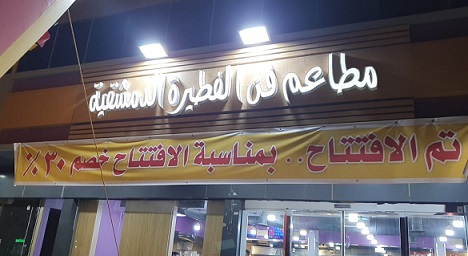 مطاعم فن الفطيرة الدمشقية
تم الافتتاح.. بمناسبة الافتتاح خصم ٣٠ ٪